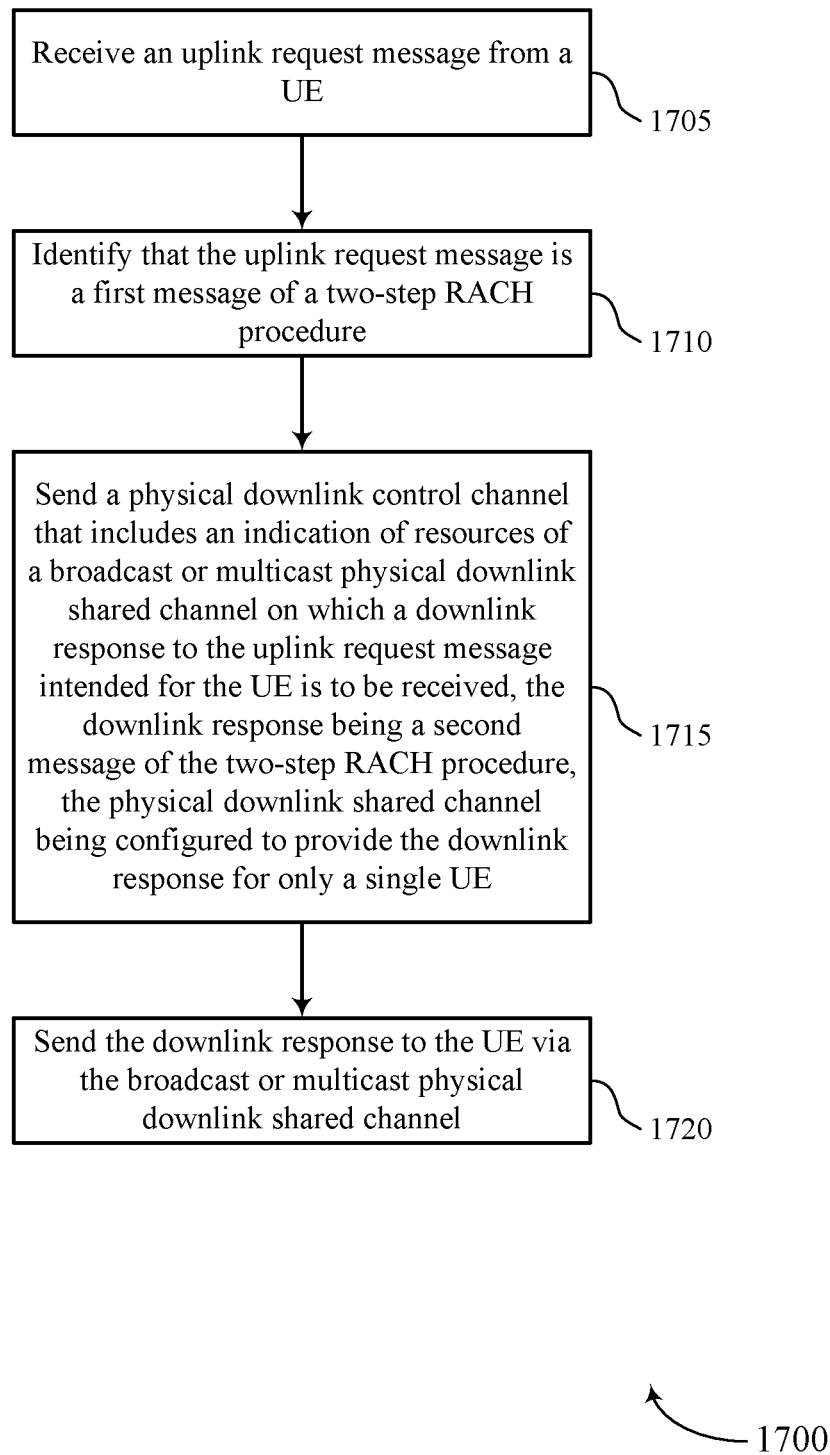 Receive an uplink request message from a
UE
1705
Identify that the uplink request message is
a first message of a two-step RACH
procedure
1710
Send a physical downlink control channel
that includes an indication of resources of
a broadcast or multicast physical downlink
shared channel on which a downlink
response to the uplink request message
intended for the UE is to be received, the
downlink response being a second
message of the two-step RACH procedure,
the physical downlink shared channel
being configured to provide the downlink
response for only a single UE
1715
Send the downlink response to the UE via
the broadcast or multicast physical
downlink shared channel
1720
1700